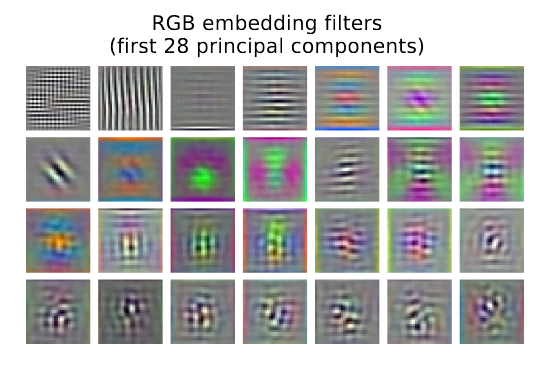 RGB embedding filters
(first 28 principal components)